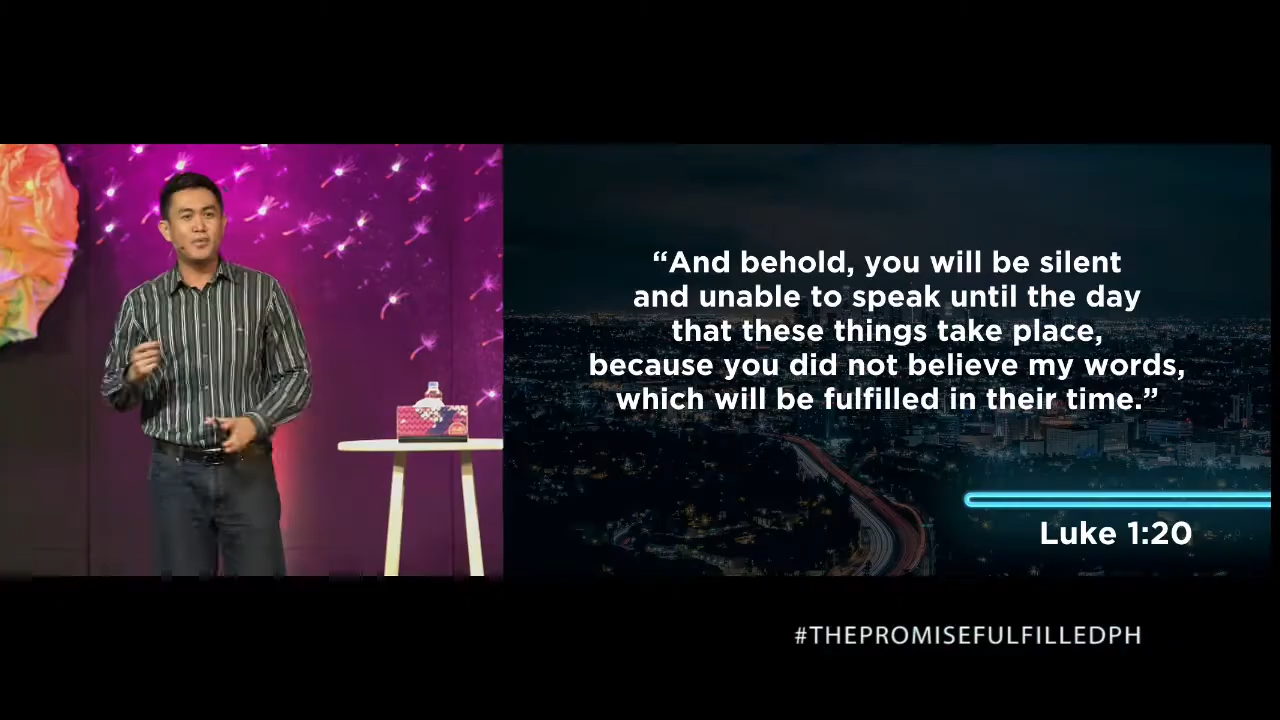 “And behold, you will be silent
and unable to speak until the day
that these things take place,
because you did not believe my words,
which will be fulfilled in their time.”
Luke 1:20
#THEPROMISEFULFILLEDPH